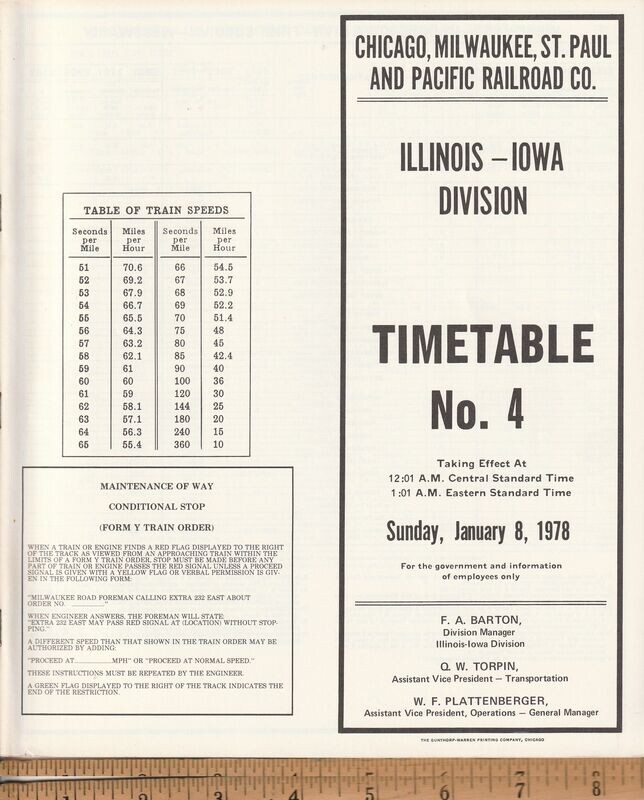 TABLE OF TRAIN SPEEDS
Seconds per Mile Miles per Hour Seconds per Mile Miles per Hour
51 70.6 66 54.5
52 69.2 67 53.7
53 67.9 68 52.9
54 66.7 69 52.2
55 65.5 70 51.4
56 64.3 75 48
57 63.2 80 45
58 62.1 85 42.4
59 61 90 40
60 60 100 36
61 59 120 30
62 58.1 144 25
63 57.1 180 20
64 56.3 240 15
65 55.4 360 10
MAINTENANCE OF WAY
CONDITIONAL STOP
(FORM Y TRAIN ORDER)
WHEN A TRAIN OR ENGINE FINDS A RED FLAG DISPLAYED TO THE RIGHT
OF THE TRACK AS VIEWED FROM AN APPROACHING TRAIN WITHIN THE
LIMITS OF A FORM Y TRAIN ORDER, STOP MUST BE MADE BEFORE ANY
PART OF TRAIN OR ENGINE PASSES THE RED SIGNAL UNLESS A PROCEED
SIGNAL IS GIVEN WITH A YELLOW FLAG OR VERBAL PERMISSION IS GIV-
EN IN THE FOLLOWING FORM:
"MILWAUKEE ROAD FOREMAN CALLING EXTRA 232 EAST ABOUT
ORDER NO. ............"
WHEN ENGINEER ANSWERS, THE FOREMAN WILL STATE:
"EXTRA 232 EAST MAY PASS RED SIGNAL AT (LOCATION) WITHOUT STOP-
PING."
A DIFFERENT SPEED THAN THAT SHOWN IN THE TRAIN ORDER MAY BE
AUTHORIZED BY ADDING:
"PROCEED AT............MPH" OR "PROCEED AT NORMAL SPEED."
THESE INSTRUCTIONS MUST BE REPEATED BY THE ENGINEER.
A GREEN FLAG DISPLAYED TO THE RIGHT OF THE TRACK INDICATES THE
END OF THE RESTRICTION.
CHICAGO, MILWAUKEE, ST. PAUL
AND PACIFIC RAILROAD CO.
ILLINOIS – IOWA
DIVISION
TIMETABLE
No. 4
Taking Effect At
12:01 A.M. Central Standard Time
1:01 A.M. Eastern Standard Time
Sunday, January 8, 1978
For the government and information
of employees only
F. A. BARTON,
Division Manager
Illinois-Iowa Division
O. W. TORPIN,
Assistant Vice President – Transportation
W. F. PLATTENBERGER,
Assistant Vice President, Operations – General Manager
THE GUNTHORP-WARREN PRINTING COMPANY, CHICAGO
1 2 3 4 5 6 7 8